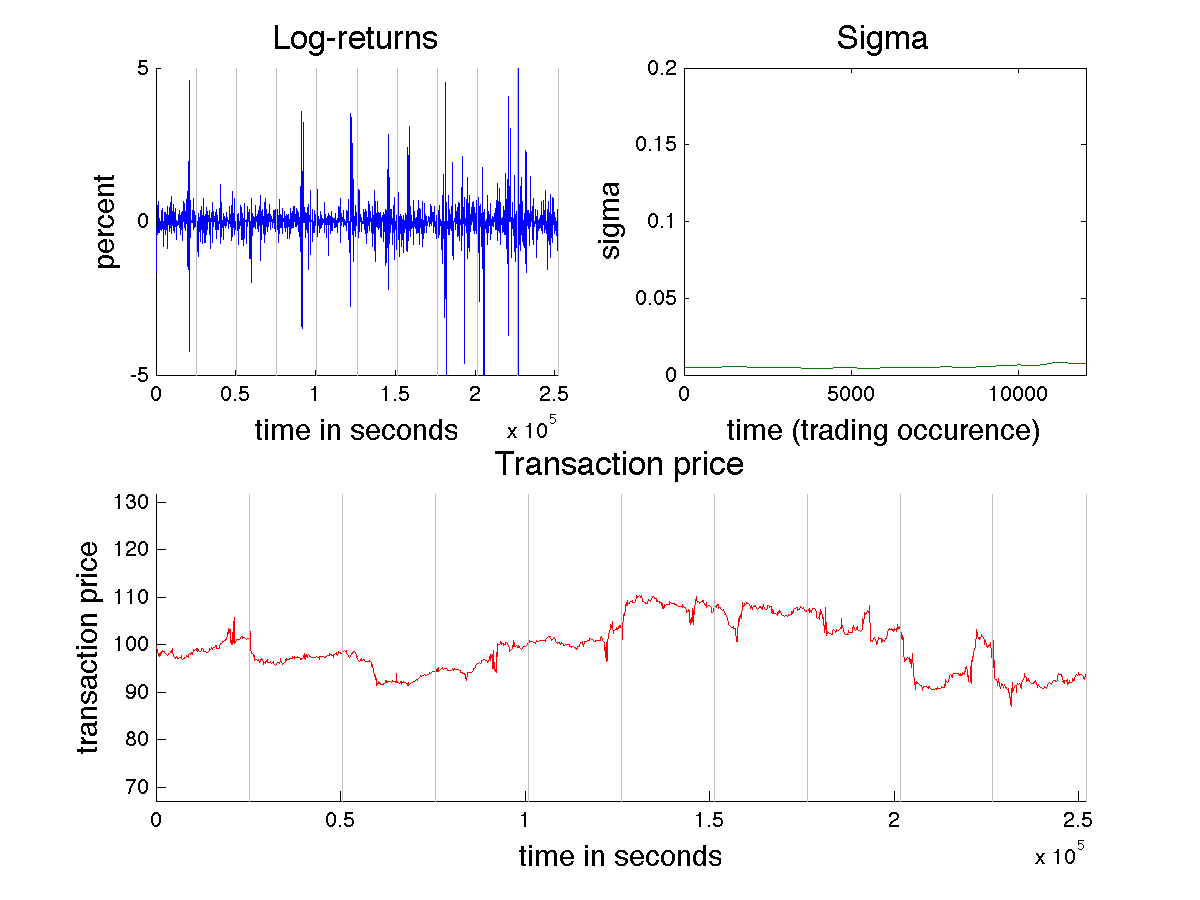 Log-returns
5
0
-5
percent
0
0.5
1
1.5
2
2.5
time in seconds
x 10^5
Sigma
0.2
0.15
0.1
0.05
0
sigma
0
5000
10000
time (trading occurence)
Transaction price
130
120
110
100
90
80
70
transaction price
0
0.5
1
1.5
2
2.5
time in seconds
x 10^5